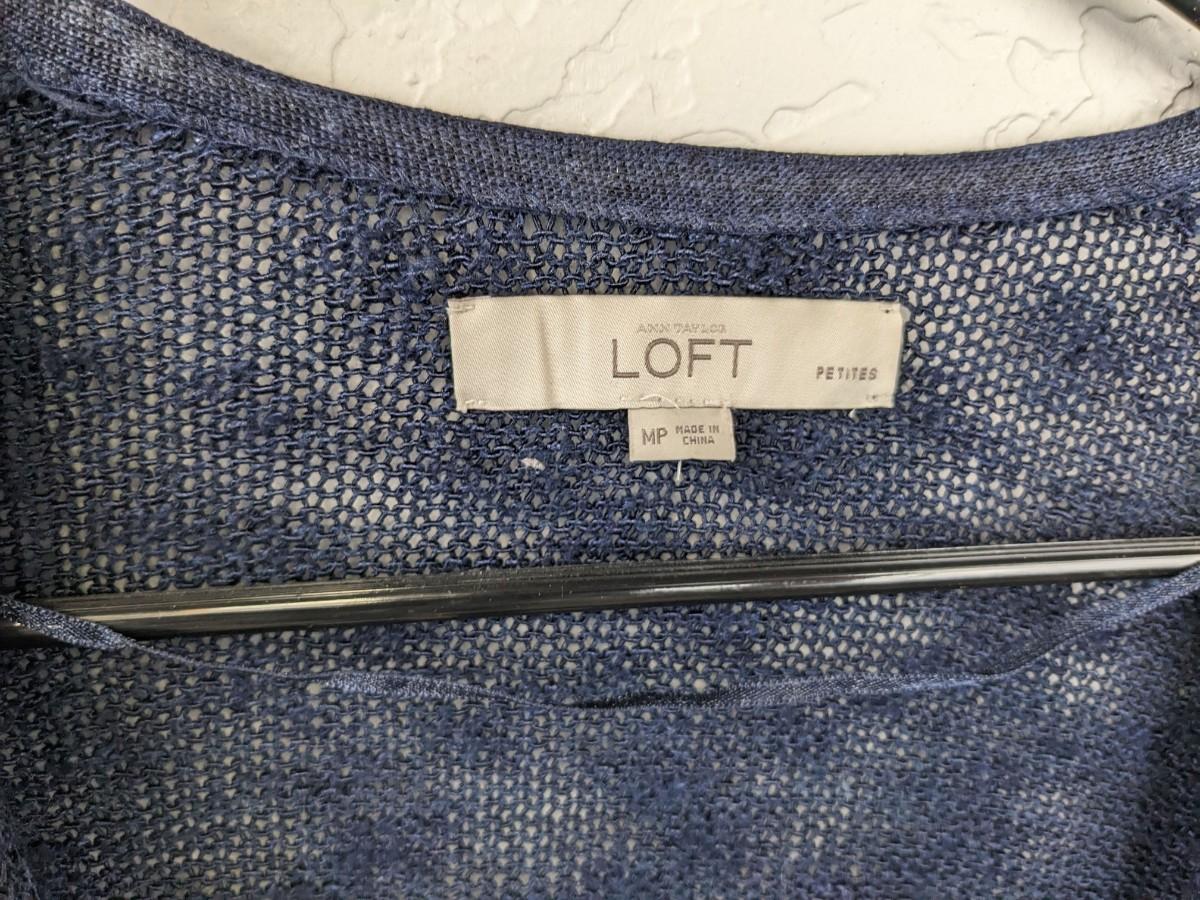 ANN TAYLOR
LOFT
PETITES
MP
MADE IN
CHINA